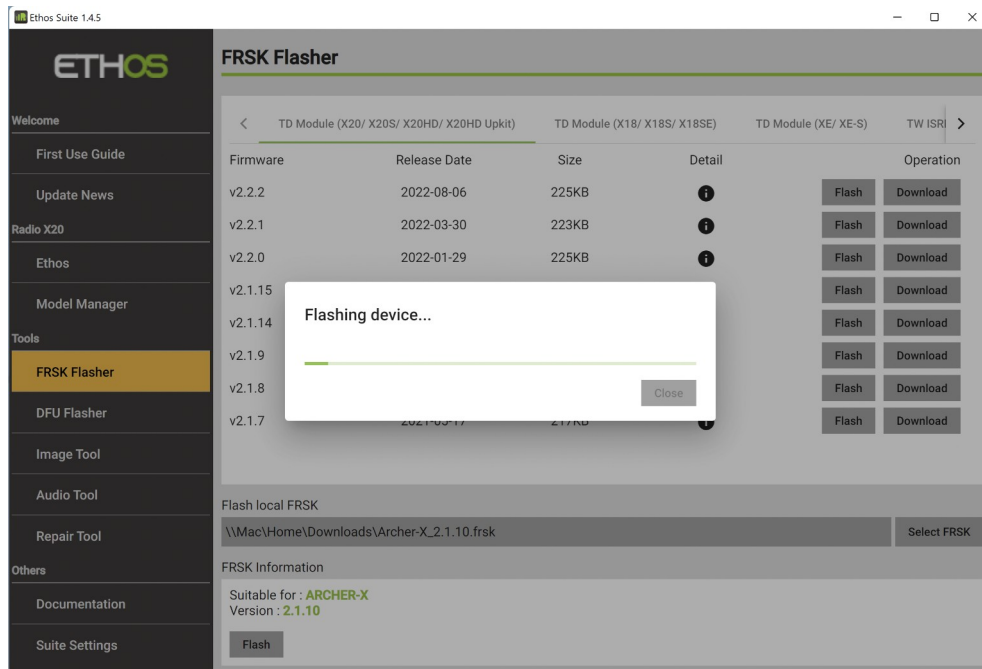 Ethos Suite 1.4.5
ETHOS
Welcome
First Use Guide
Update News
Radio X20
Ethos
Model Manager
Tools
FRSK Flasher
DFU Flasher
Image Tool
Audio Tool
Repair Tool
Others
Documentation
Suite Settings
FRSK Flasher
TD Module (X20/ X20S/ X20HD/ X20HD Upkit) TD Module (X18/ X18S/ X18SE) TD Module (XE/ XE-S) TW
Firmware Release Date Size Detail Operation
v2.2.2 2022-08-06 225KB Flash Download
v2.2.1 2022-03-30 223KB Flash Download
v2.2.0 2022-01-29 225KB Flash Download
v2.1.15 Flash Download
v2.1.14 Flash Download
v2.1.9 Flash Download
v2.1.8 Flash Download
v2.1.7 Flash Download
Flashing device...
Close
Flash local FRSK
\\Mac\Home\Downloads\Archer-X_2.1.10.frsk Select FRSK
FRSK Information
Suitable for : ARCHER-X
Version : 2.1.10
Flash